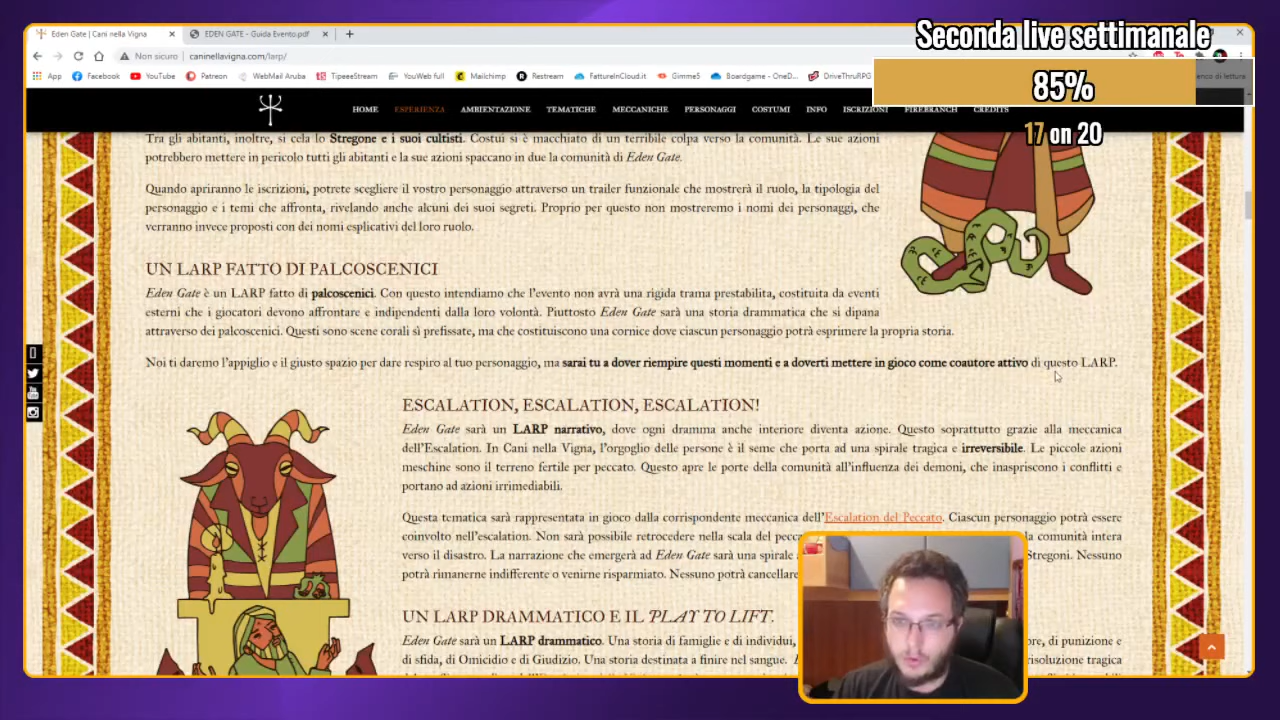 Eden Gate | Cani nella Vigna
EDEN GATE - Guida Evento.pdf
Seconda live settimanale
Non sicuro
caninellavigna.com/larp/
85%
17 on 20
App
Facebook
YouTube
Patreon
WebMail Aruba
TipeeeStream
YouWeb full
Mailchimp
Restream
FattureInCloud.it
Gimme5
Boardgame - OneD...
DriveThruRPG
enco di lettura
HOME
ESPERIENZA
AMBIENTAZIONE
TEMATICHE
MECCANICHE
PERSONAGGI
COSTUMI
INFO
ISCRIZIONI
FIREBRANCH
CREDITS
Tra gli abitanti, inoltre, si cela lo Stregone e i suoi cultisti. Costui si è macchiato di un terribile colpa verso la comunità. Le sue azioni
potrebbero mettere in pericolo tutti gli abitanti e la sue azioni spaccano in due la comunità di Eden Gate.
Quando apriranno le iscrizioni, potrete scegliere il vostro personaggio attraverso un trailer funzionale che mostrerà il ruolo, la tipologia del
personaggio e i temi che affronta, rivelando anche alcuni dei suoi segreti. Proprio per questo non mostreremo i nomi dei personaggi, che
verranno invece proposti con dei nomi esplicativi del loro ruolo.
UN LARP FATTO DI PALCOSCENICI
Eden Gate è un LARP fatto di palcoscenici. Con questo intendiamo che l'evento non avrà una rigida trama prestabilita, costituita da eventi
esterni che i giocatori devono affrontare e indipendenti dalla loro volontà. Piuttosto Eden Gate sarà una storia drammatica che si dipana
attraverso dei palcoscenici. Questi sono scene corali sì prefissate, ma che costituiscono una cornice dove ciascun personaggio potrà esprimere la propria storia.
Noi ti daremo l'appiglio e il giusto spazio per dare respiro al tuo personaggio, ma sarai tu a dover riempire questi momenti e a doverti mettere in gioco come coautore attivo di questo LARP.
ESCALATION, ESCALATION, ESCALATION!
Eden Gate sarà un LARP narrativo, dove ogni dramma anche interiore diventa azione. Questo soprattutto grazie alla meccanica
dell'Escalation. In Cani nella Vigna, l'orgoglio delle persone è il seme che porta ad una spirale tragica e irreversibile. Le piccole azioni
meschine sono il terreno fertile per peccato. Questo apre le porte della comunità all'influenza dei demoni, che inaspriscono i conflitti e
portano ad azioni irrimediabili.
Questa tematica sarà rappresentata in gioco dalla corrispondente meccanica dell'Escalation del Peccato. Ciascun personaggio potrà essere
coinvolto nell'escalation. Non sarà possibile retrocedere nella scala del pecca la comunità intera
verso il disastro. La narrazione che emergerà ad Eden Gate sarà una spirale Stregoni. Nessuno
potrà rimanerne indifferente o venirne risparmiato. Nessuno potrà cancellare
UN LARP DRAMMATICO E IL PLAY TO LIFT.
Eden Gate sarà un LARP drammatico. Una storia di famiglie e di individui, re, di punizione e
di sfida, di Omicidio e di Giudizio. Una storia destinata a finire nel sangue. risoluzione tragica